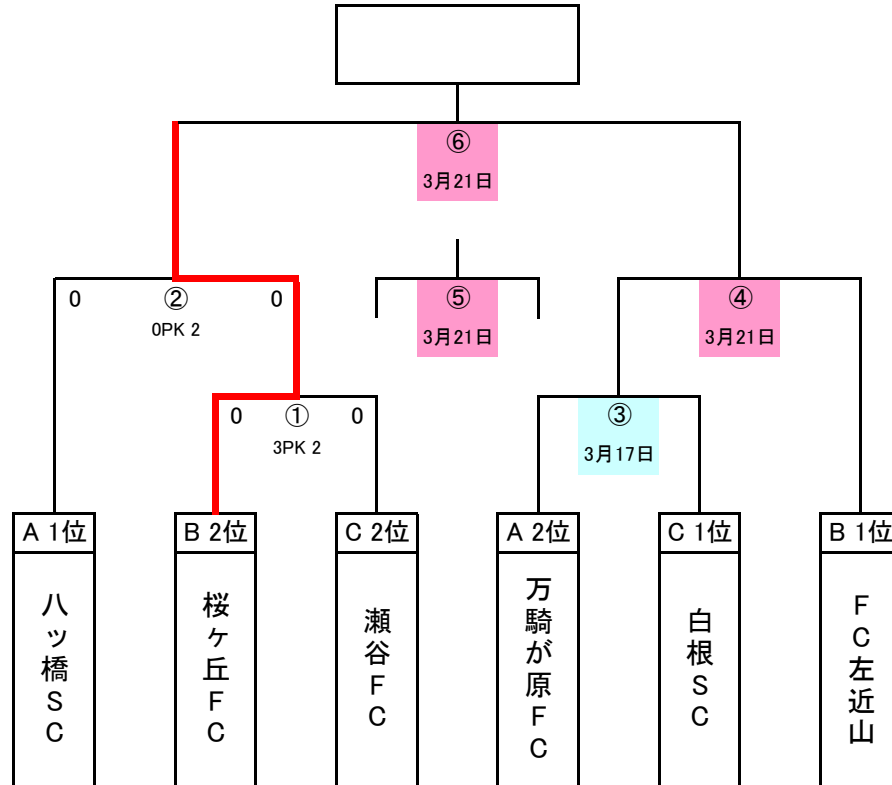 ⑥
3月21日
0 ② 0
0PK 2
⑤
3月21日
④
3月21日
0 ① 0
3PK 2
③
3月17日
A 1位
B 2位
C 2位
A 2位
C 1位
B 1位
八ッ橋SC
桜ヶ丘FC
瀬谷FC
万騎が原FC
白根SC
FC左近山